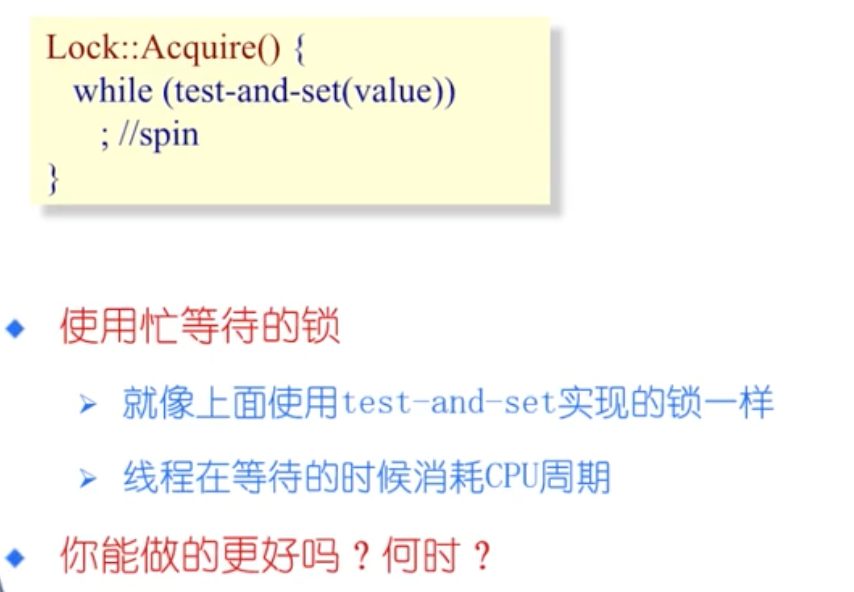 Lock::Acquire() {
while (test-and-set(value))
; //spin
}
使用忙等待的锁
就像上面使用test-and-set实现的锁一样
线程在等待的时候消耗CPU周期
你能做的更好吗？何时？